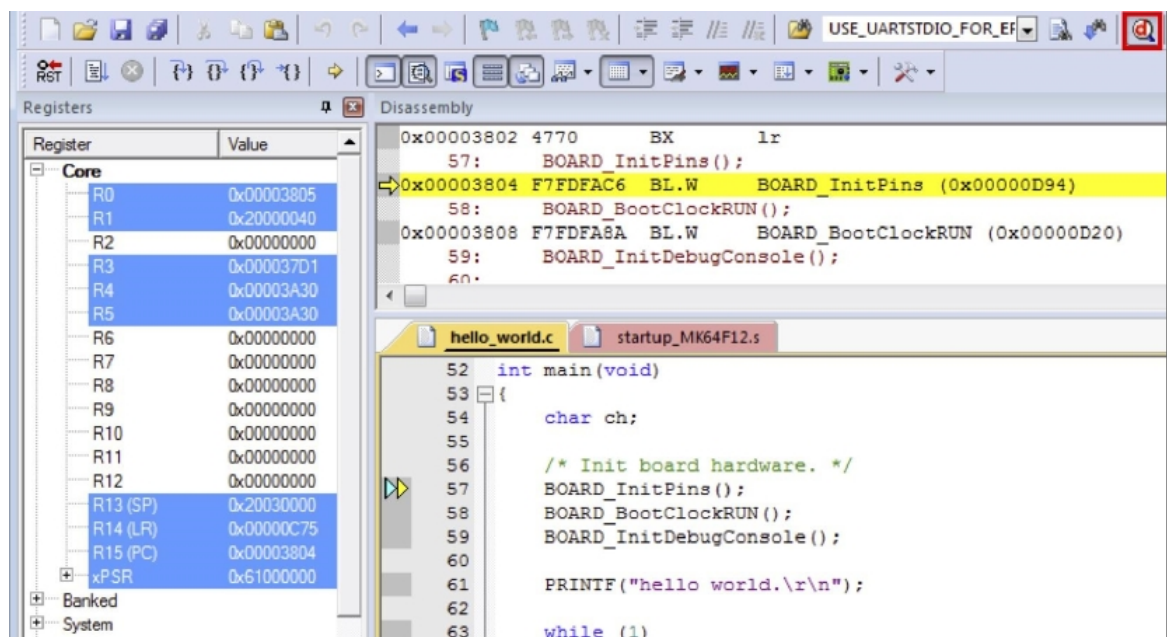 USE_UARTSTDIO_FOR_EF
RST
Registers
Register Value
Core
R0 0x00003805
R1 0x20000040
R2 0x00000000
R3 0x000037D1
R4 0x00003A30
R5 0x00003A30
R6 0x00000000
R7 0x00000000
R8 0x00000000
R9 0x00000000
R10 0x00000000
R11 0x00000000
R12 0x00000000
R13 (SP) 0x20030000
R14 (LR) 0x00000C75
R15 (PC) 0x00003804
xPSR 0x61000000
Banked
System
Disassembly
0x00003802 4770 BX lr
57: BOARD_InitPins();
0x00003804 F7FDFAC6 BL.W BOARD_InitPins (0x00000D94)
58: BOARD_BootClockRUN();
0x00003808 F7FDFA8A BL.W BOARD_BootClockRUN (0x00000D20)
59: BOARD_InitDebugConsole();
60:
hello_world.c startup_MK64F12.s
52 int main(void)
53 {
54 char ch;
55
56 /* Init board hardware. */
57 BOARD_InitPins();
58 BOARD_BootClockRUN();
59 BOARD_InitDebugConsole();
60
61 PRINTF("hello world.\r\n");
62
63 while (1)